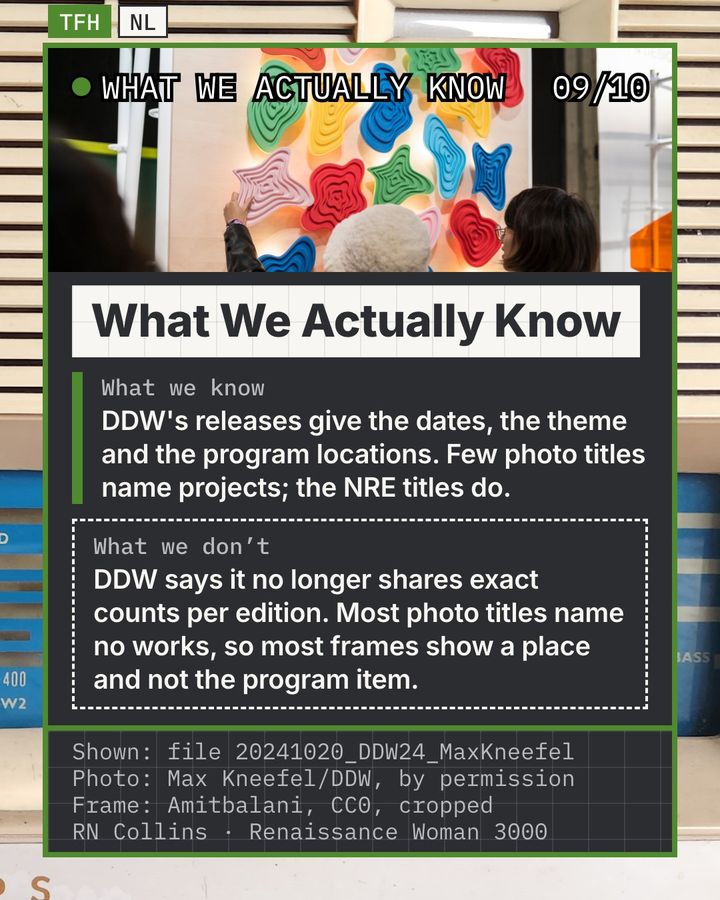 TFH NL
WHAT WE ACTUALLY KNOW 09/10
What We Actually Know
What we know
DDW's releases give the dates, the theme
and the program locations. Few photo titles
name projects; the NRE titles do.
What we don’t
DDW says it no longer shares exact
counts per edition. Most photo titles name
no works, so most frames show a place
and not the program item.
400
W2
BASS
Shown: file 20241020_DDW24_MaxKneefel
Photo: Max Kneefel/DDW, by permission
Frame: Amitbalani, CC0, cropped
RN Collins · Renaissance Woman 3000
P S